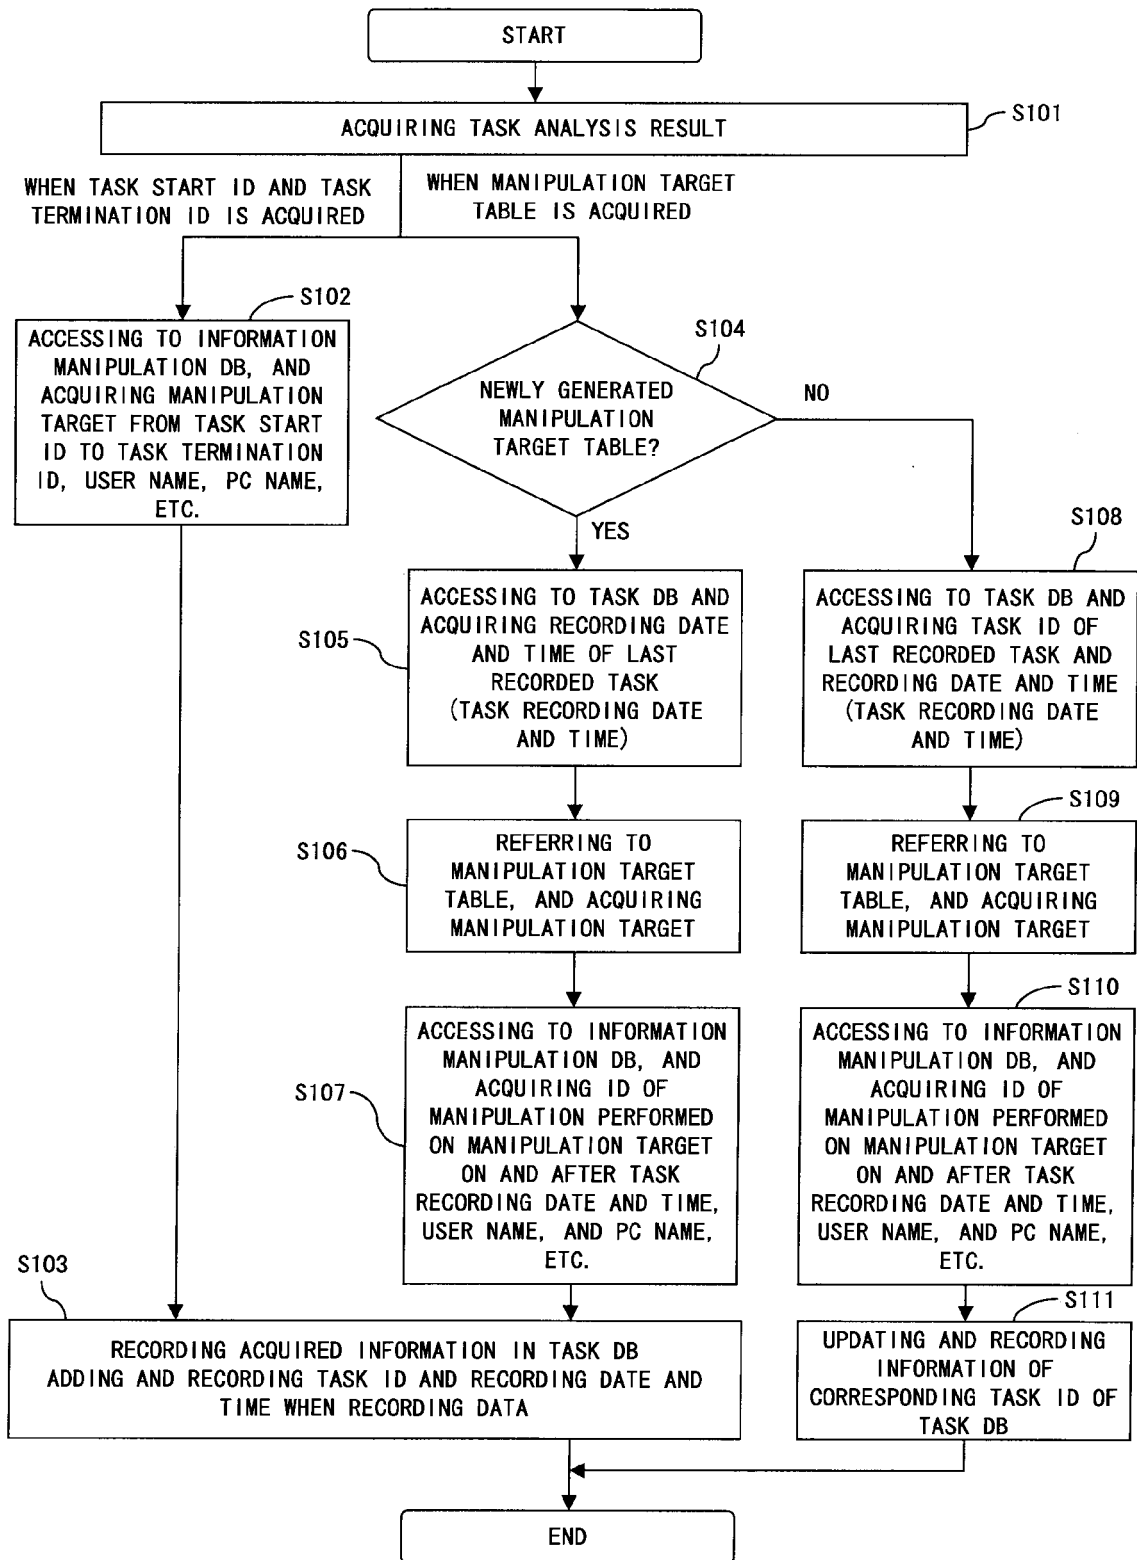 START
ACQUIRING TASK ANALYSIS RESULT
S101
WHEN TASK START ID AND TASK
TERMINATION ID IS ACQUIRED
WHEN MANIPULATION TARGET
TABLE IS ACQUIRED
S102
ACCESSING TO INFORMATION
MANIPULATION DB, AND
ACQUIRING MANIPULATION
TARGET FROM TASK START
ID TO TASK TERMINATION
ID, USER NAME, PC NAME,
ETC.
S104
NEWLY GENERATED
MANIPULATION
TARGET TABLE?
NO
YES
S105
ACCESSING TO TASK DB AND
ACQUIRING RECORDING DATE
AND TIME OF LAST
RECORDED TASK
(TASK RECORDING DATE
AND TIME)
S108
ACCESSING TO TASK DB AND
ACQUIRING TASK ID OF
LAST RECORDED TASK AND
RECORDING DATE AND TIME
(TASK RECORDING DATE
AND TIME)
S106
REFERRING TO
MANIPULATION TARGET
TABLE, AND ACQUIRING
MANIPULATION TARGET
S109
REFERRING TO
MANIPULATION TARGET
TABLE, AND ACQUIRING
MANIPULATION TARGET
S107
ACCESSING TO INFORMATION
MANIPULATION DB, AND
ACQUIRING ID OF
MANIPULATION PERFORMED
ON MANIPULATION TARGET
ON AND AFTER TASK
RECORDING DATE AND TIME,
USER NAME, AND PC NAME,
ETC.
S110
ACCESSING TO INFORMATION
MANIPULATION DB, AND
ACQUIRING ID OF
MANIPULATION PERFORMED
ON MANIPULATION TARGET
ON AND AFTER TASK
RECORDING DATE AND TIME,
USER NAME, AND PC NAME,
ETC.
S103
RECORDING ACQUIRED INFORMATION IN TASK DB
ADDING AND RECORDING TASK ID AND RECORDING DATE AND
TIME WHEN RECORDING DATA
S111
UPDATING AND RECORDING
INFORMATION OF
CORRESPONDING TASK ID OF
TASK DB
END